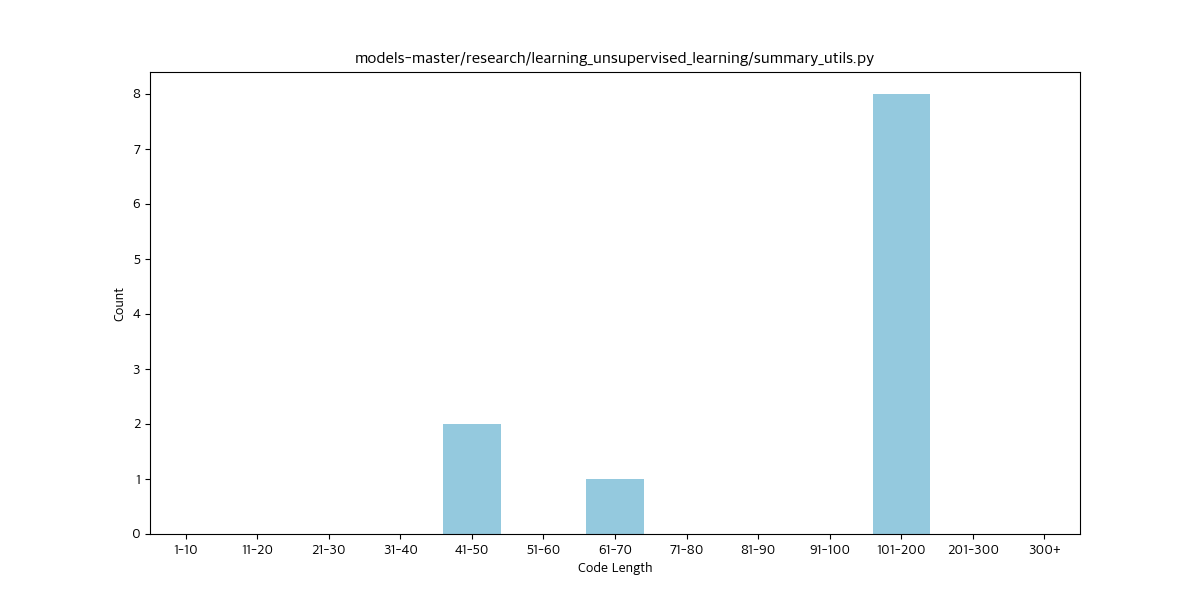 models-master/research/learning_unsupervised_learning/summary_utils.py
8
7
6
5
4
3
2
1
0
Count
1-10 11-20 21-30 31-40 41-50 51-60 61-70 71-80 81-90 91-100 101-200 201-300 300+
Code Length